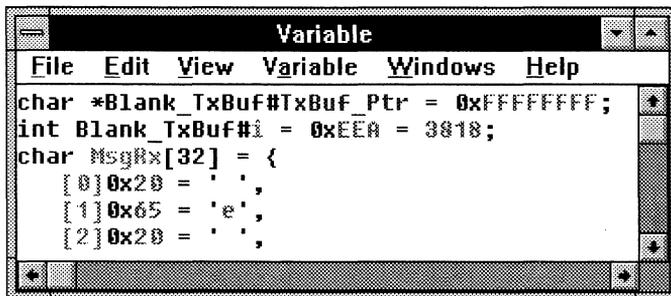 Variable
File Edit View Variable Windows Help
char *Blank_TxBuf#TxBuf_Ptr = 0xFFFFFFFF;
int Blank_TxBuf#i = 0xEEA = 3818;
char MsgRx[32] = {
[0]0x20 = ' ',
[1]0x65 = 'e',
[2]0x20 = ' ',